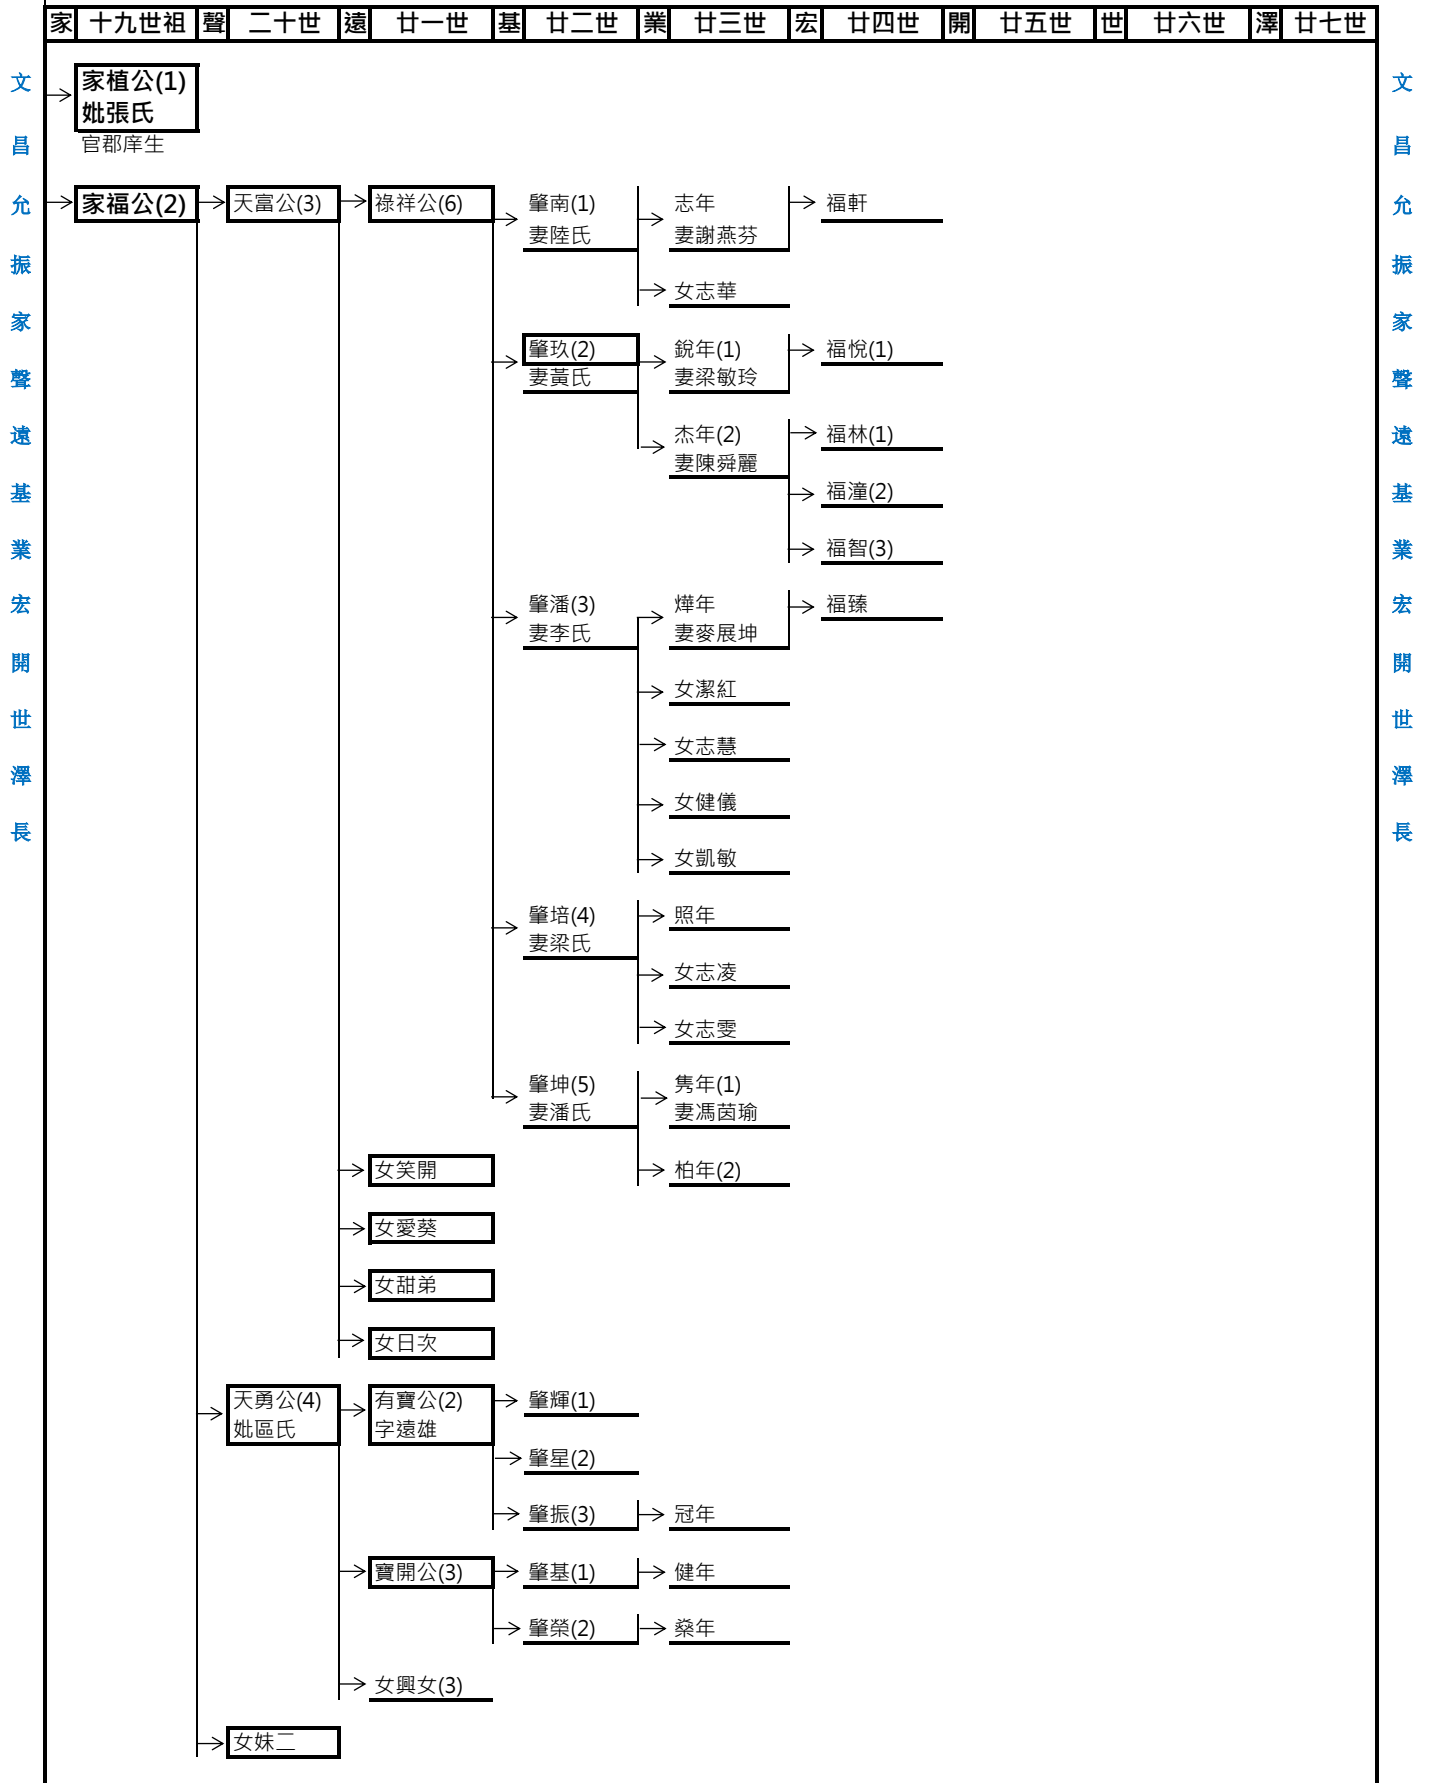 家 十九世祖 聲 二十世 遠 廿一世 基 廿二世 業 廿三世 宏 廿四世 開 廿五世 世 廿六世 澤 廿七世
文
昌
允
振
家
聲
遠
基
業
宏
開
世
澤
長
家植公(1)
妣張氏
官郡庠生
家福公(2) 天富公(3) 祿祥公(6) 肇南(1) 志年 福軒
妻陸氏 妻謝燕芬
女志華
肇玖(2) 銳年(1) 福悅(1)
妻黃氏 妻梁敏玲
杰年(2) 福林(1)
妻陳舜麗
福潼(2)
福智(3)
肇潘(3) 燁年 福臻
妻李氏 妻麥展坤
女潔紅
女志慧
女健儀
女凱敏
肇培(4) 照年
妻梁氏
女志凌
女志雯
肇坤(5) 隽年(1)
妻潘氏 妻馮茵瑜
女笑開 柏年(2)
女愛葵
女甜弟
女日次
天勇公(4) 有寶公(2) 肇輝(1)
妣區氏 字遠雄
肇星(2)
肇振(3) 冠年
寶開公(3) 肇基(1) 健年
肇榮(2) 燊年
女興女(3)
女妹二
文
昌
允
振
家
聲
遠
基
業
宏
開
世
澤
長